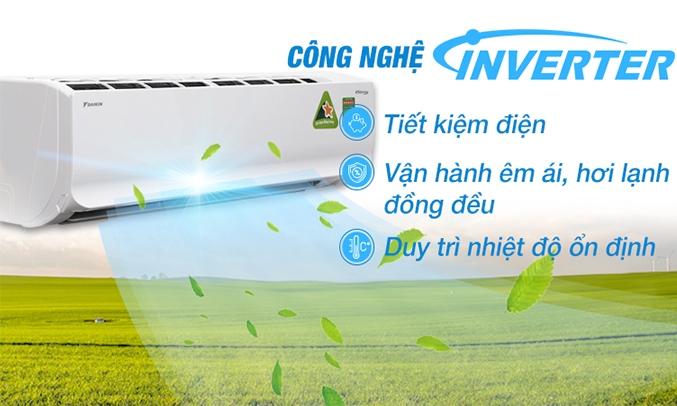 CÔNG NGHỆ INVERTER
DAIKIN
Tiết kiệm điện
Vận hành êm ái, hơi lạnh
đồng đều
Duy trì nhiệt độ ổn định
C°